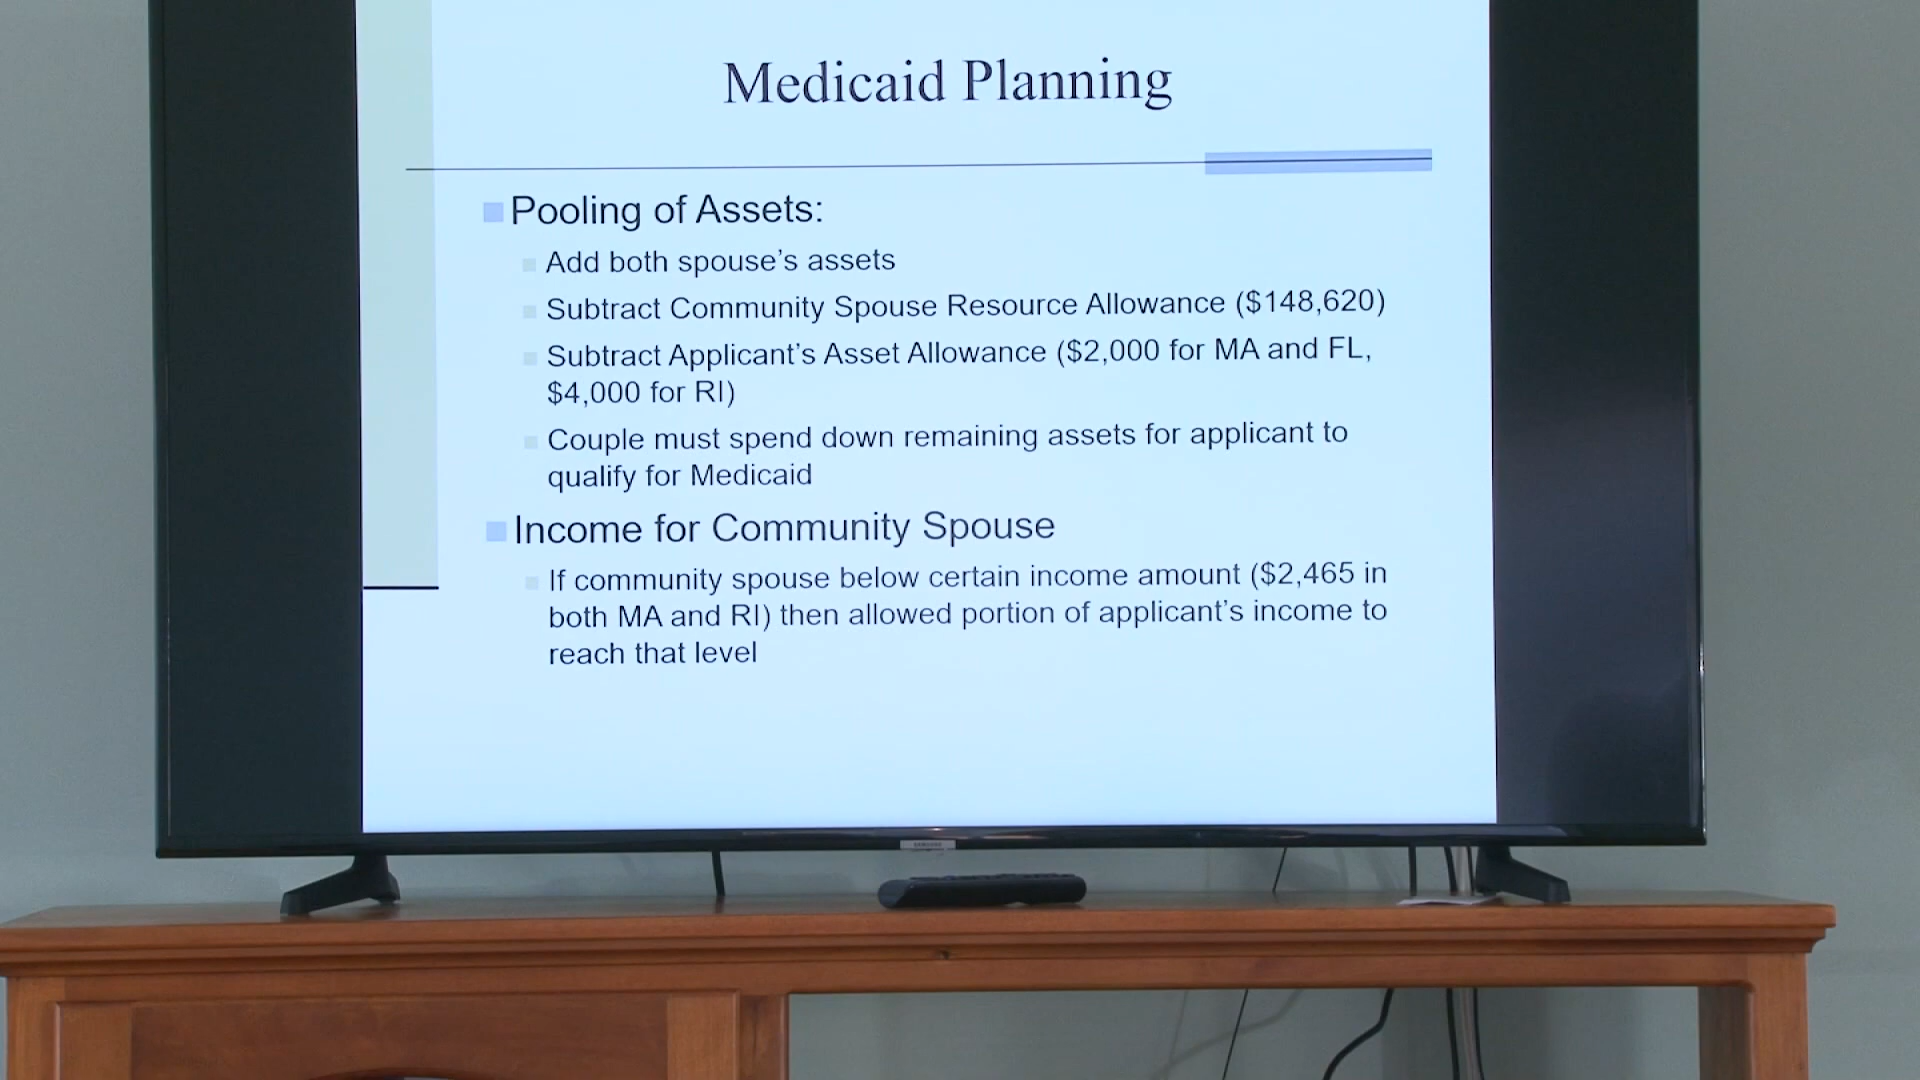 Medicaid Planning
Pooling of Assets:
Add both spouse’s assets
Subtract Community Spouse Resource Allowance ($148,620)
Subtract Applicant’s Asset Allowance ($2,000 for MA and FL,
$4,000 for RI)
Couple must spend down remaining assets for applicant to
qualify for Medicaid
Income for Community Spouse
If community spouse below certain income amount ($2,465 in
both MA and RI) then allowed portion of applicant’s income to
reach that level
SAMSUNG